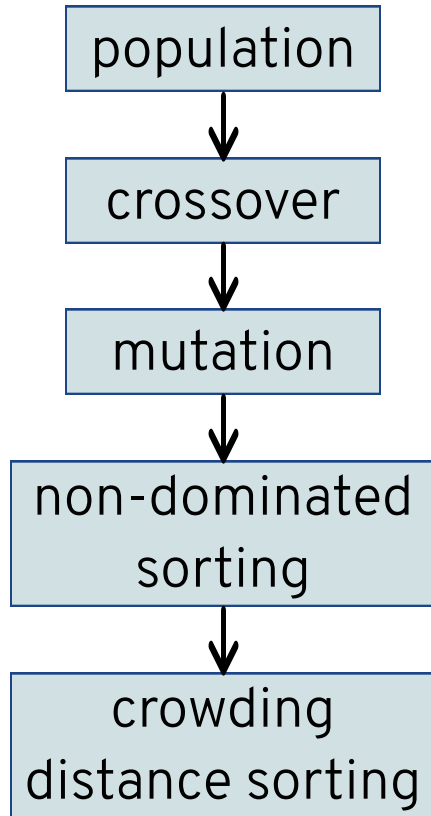 population
crossover
mutation
non-dominated
sorting
crowding
distance sorting